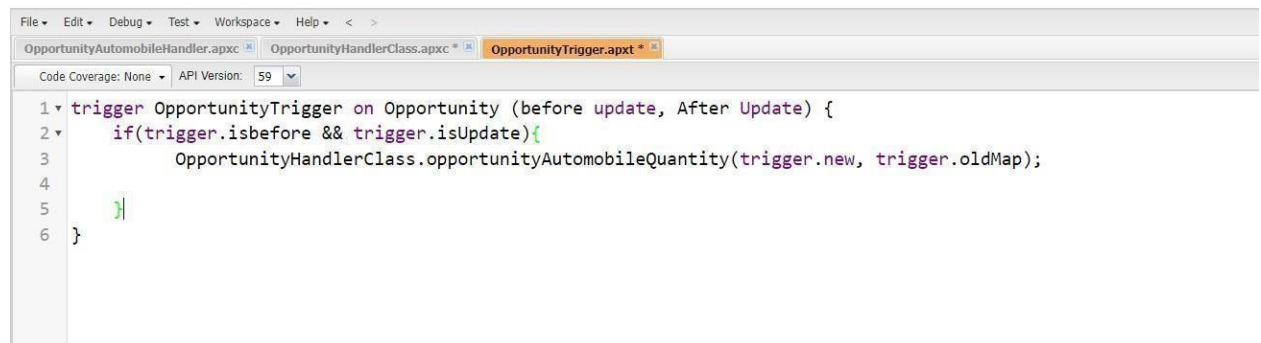 File Edit Debug Test Workspace Help < >
OpportunityAutomobileHandler.apxc OpportunityHandlerClass.apxc * OpportunityTrigger.apxt *
Code Coverage: None API Version: 59
1 trigger OpportunityTrigger on Opportunity (before update, After Update) {
2 if(trigger.isbefore && trigger.isUpdate){
3 OpportunityHandlerClass.opportunityAutomobileQuantity(trigger.new, trigger.oldMap);
4
5 }
6 }